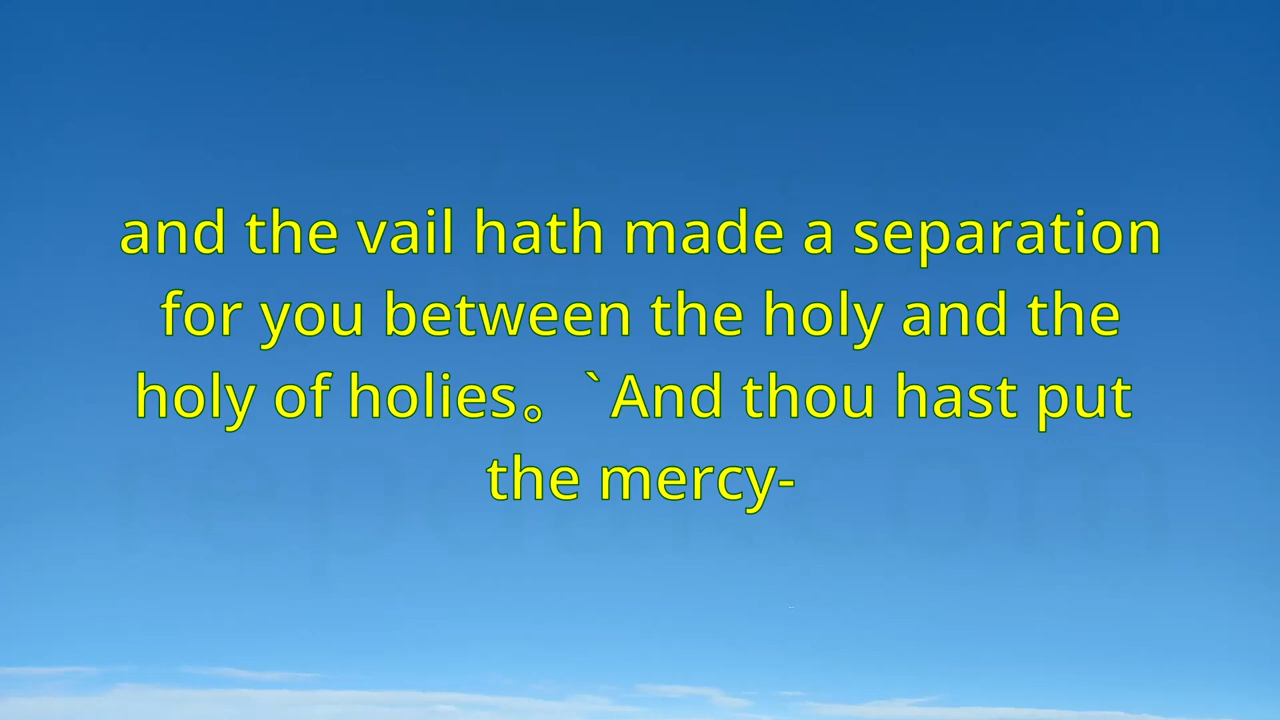 and the vail hath made a separation
for you between the holy and the
holy of holies。 `And thou hast put
the mercy-